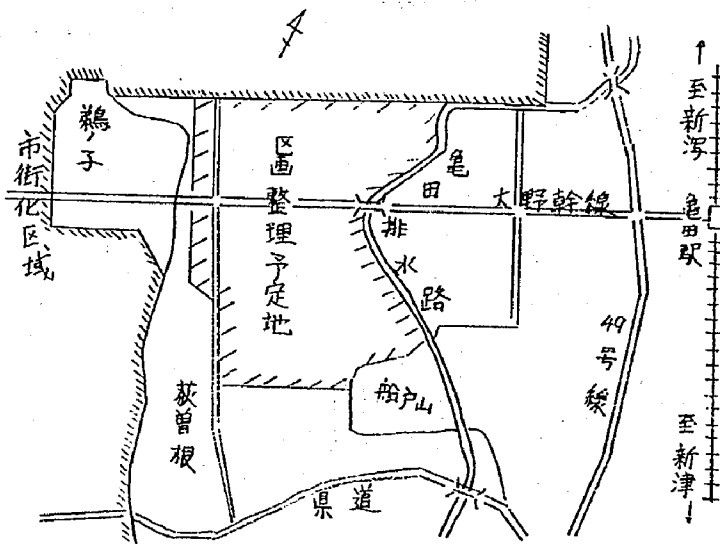 至新潟
鵜ノ子
市街化区域
区画整理予定地
亀田排水路
大野幹線
亀田駅
49号線
船戸山
荻曽根
県道
至新津